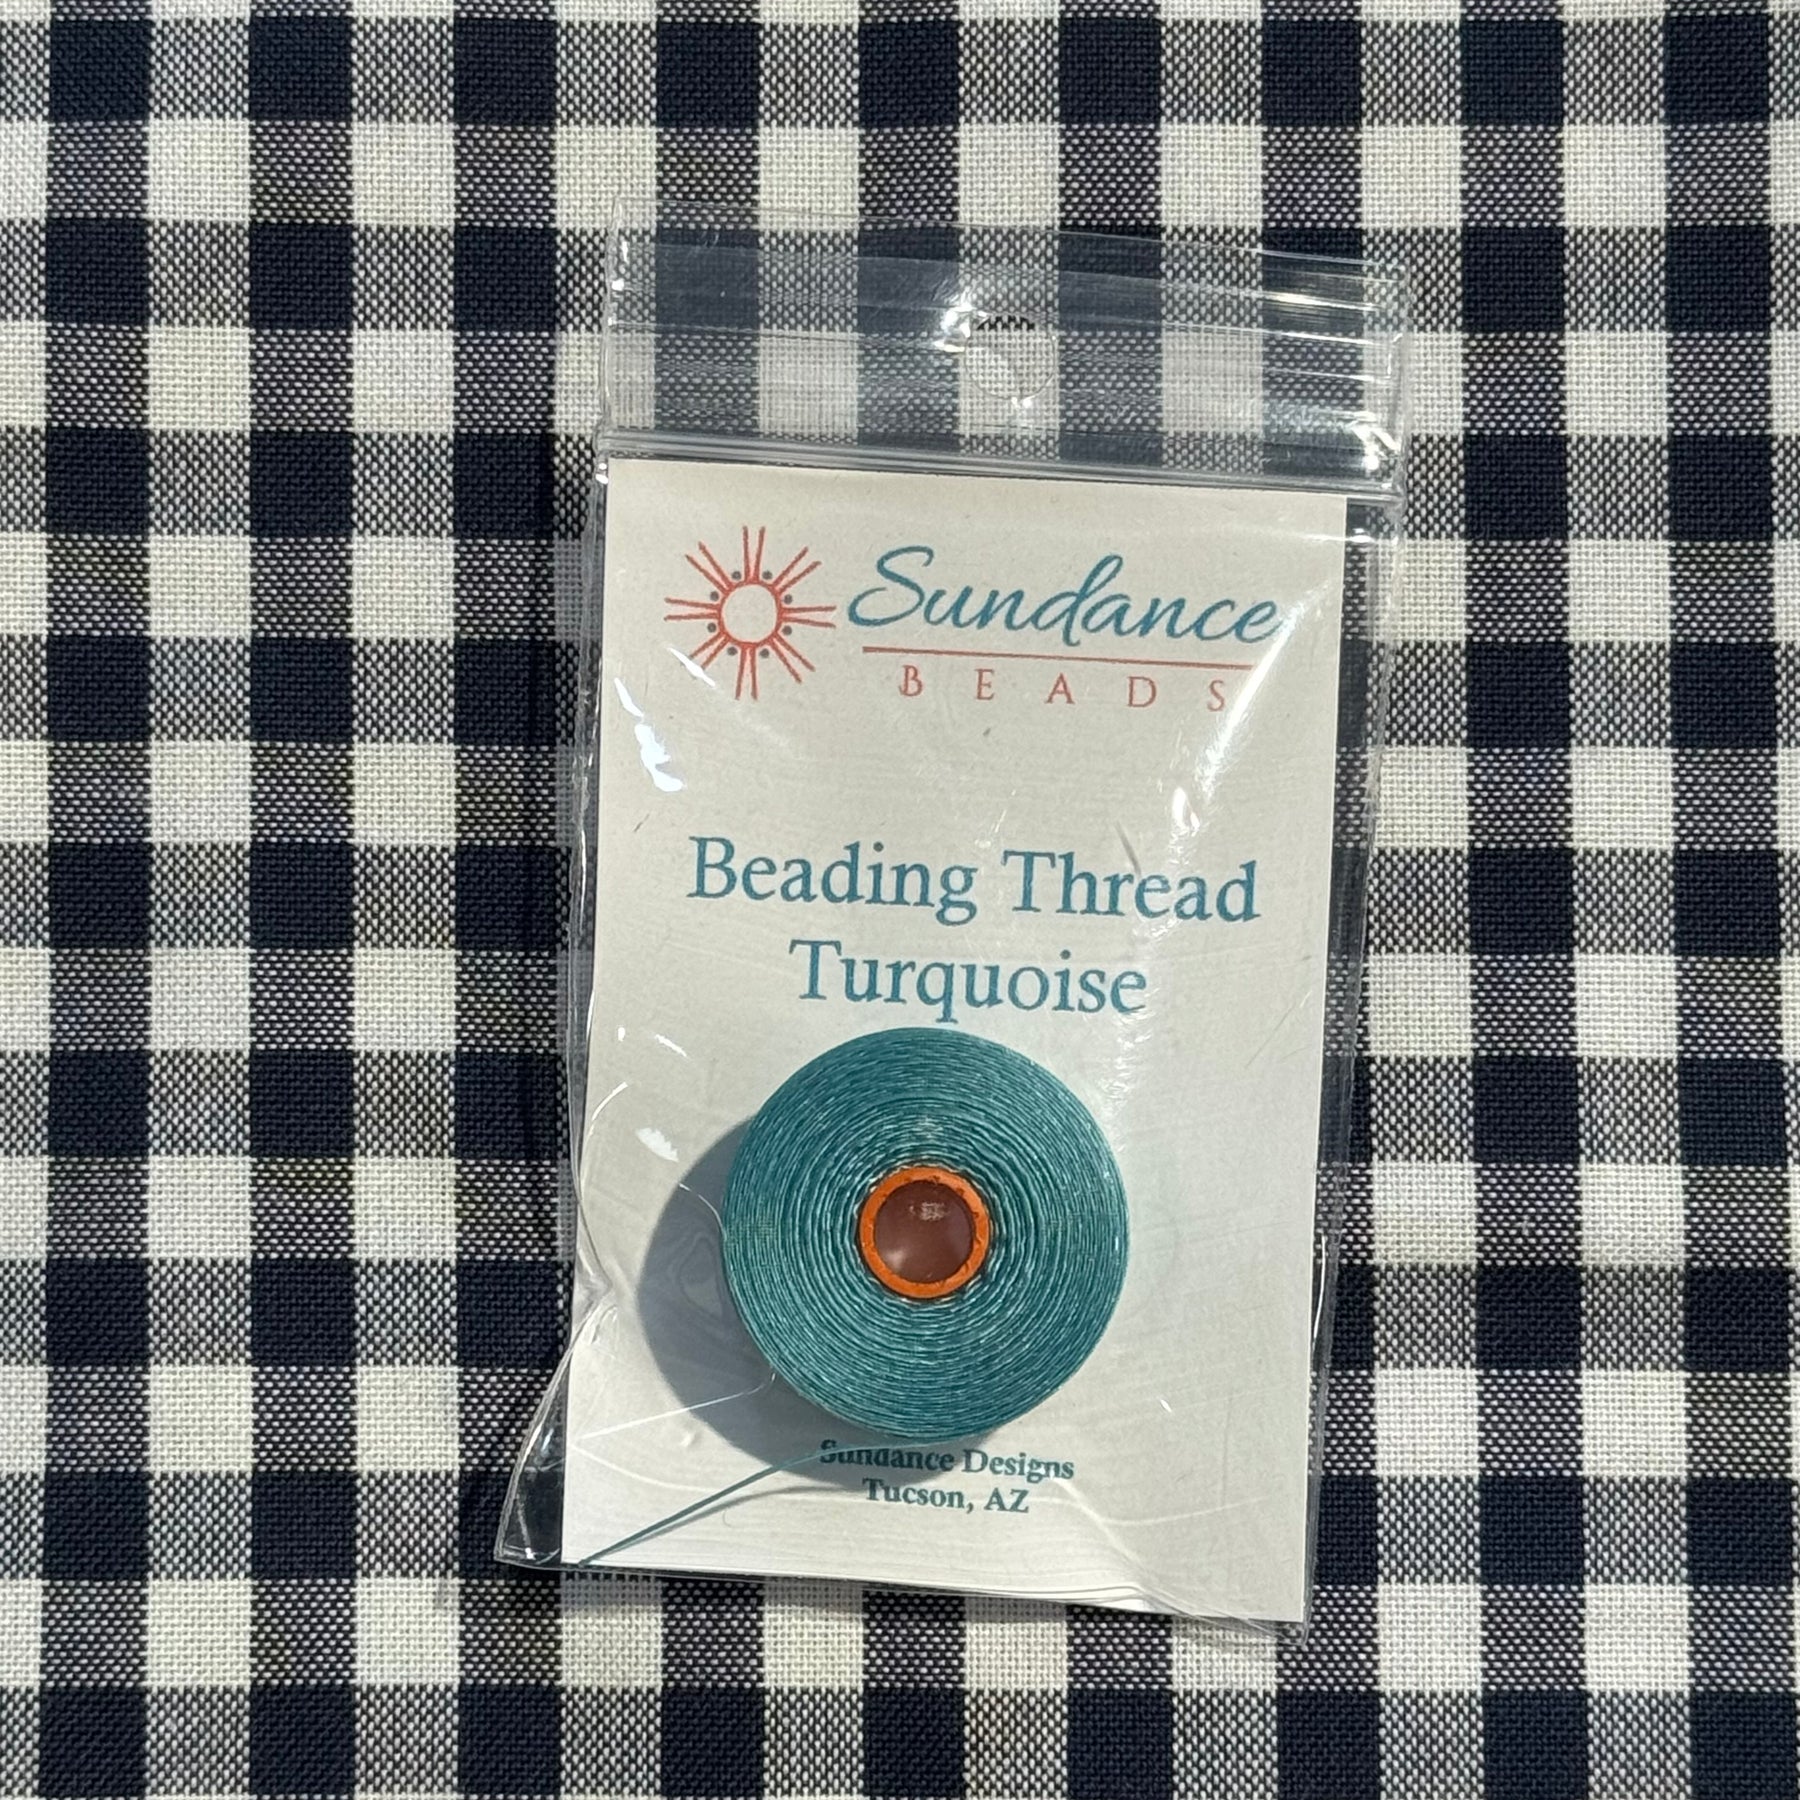 Sundance
BEADS
Beading Thread
Turquoise
Sundance Designs
Tucson, AZ